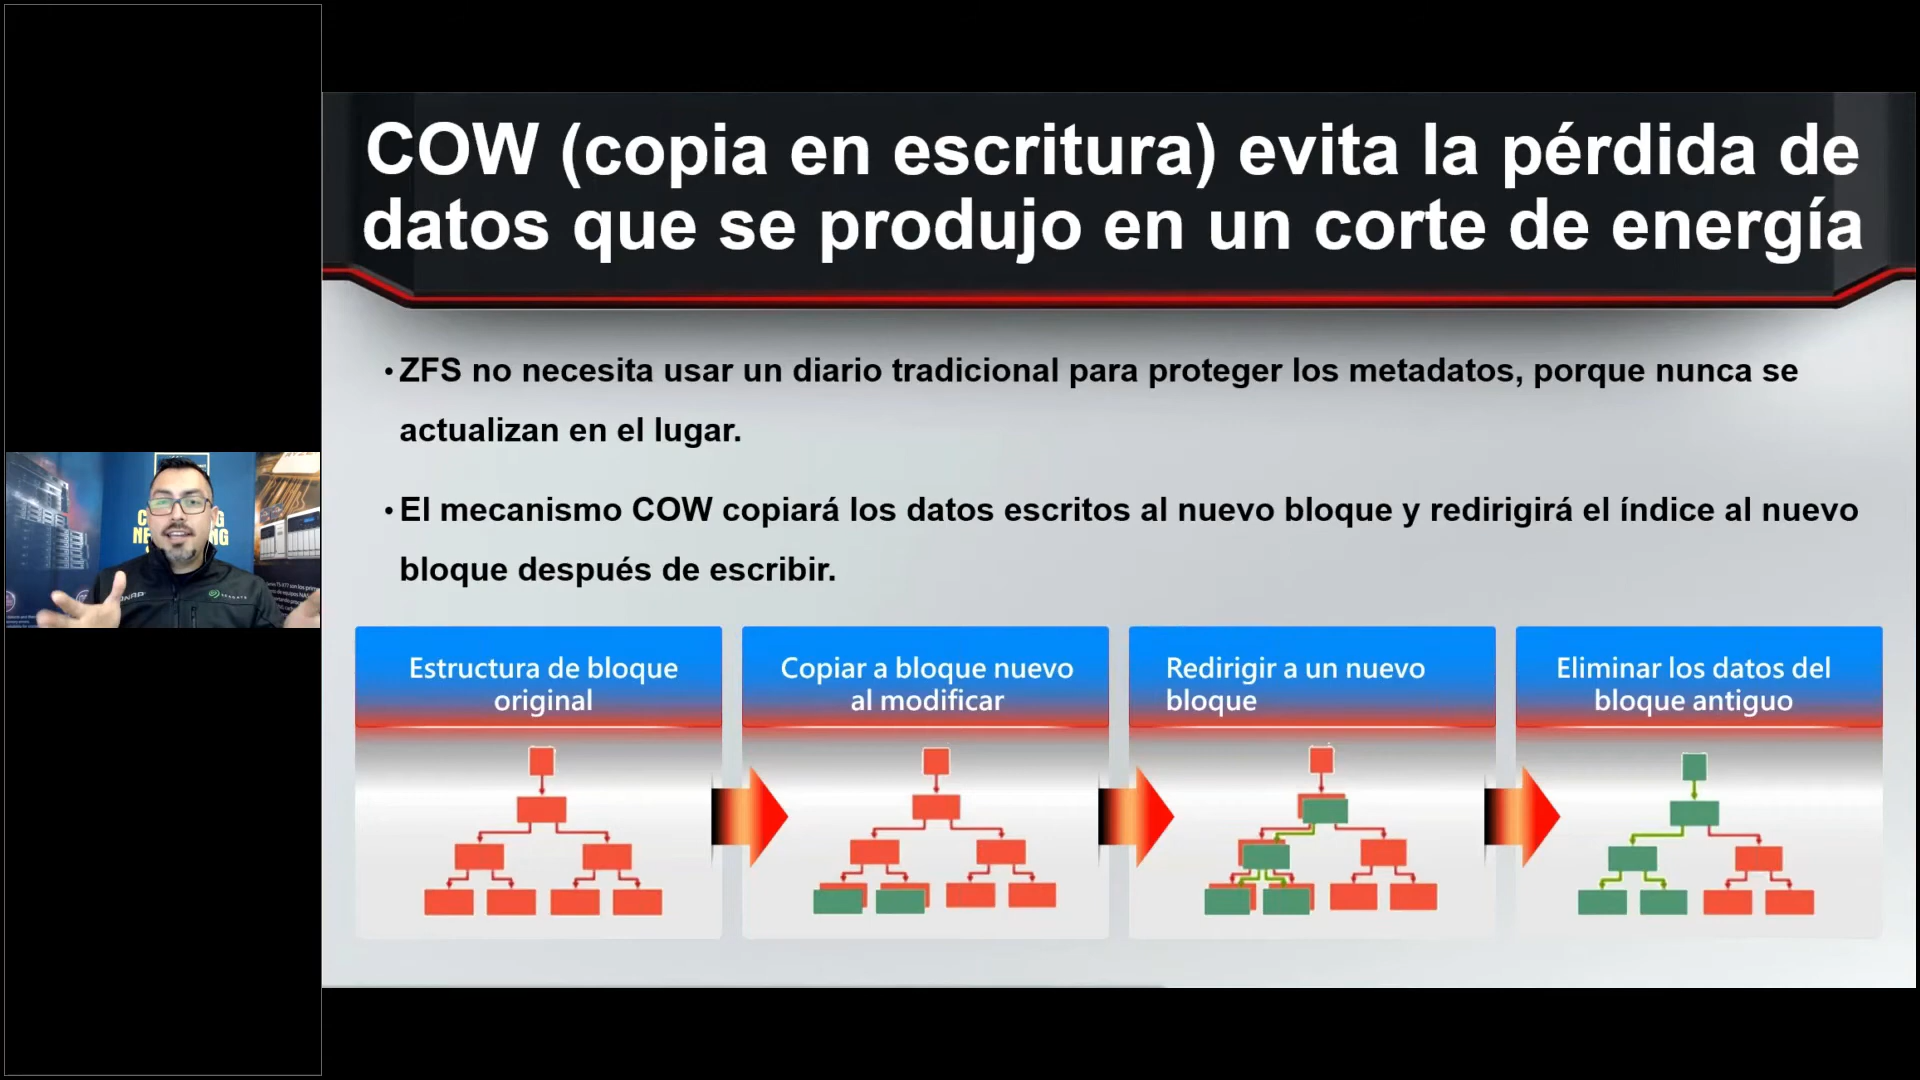 COW (copia en escritura) evita la pérdida de
datos que se produjo en un corte de energía
• ZFS no necesita usar un diario tradicional para proteger los metadatos, porque nunca se
actualizan en el lugar.
• El mecanismo COW copiará los datos escritos al nuevo bloque y redirigirá el índice al nuevo
bloque después de escribir.
Estructura de bloque
original
Copiar a bloque nuevo
al modificar
Redirigir a un nuevo
bloque
Eliminar los datos del
bloque antiguo